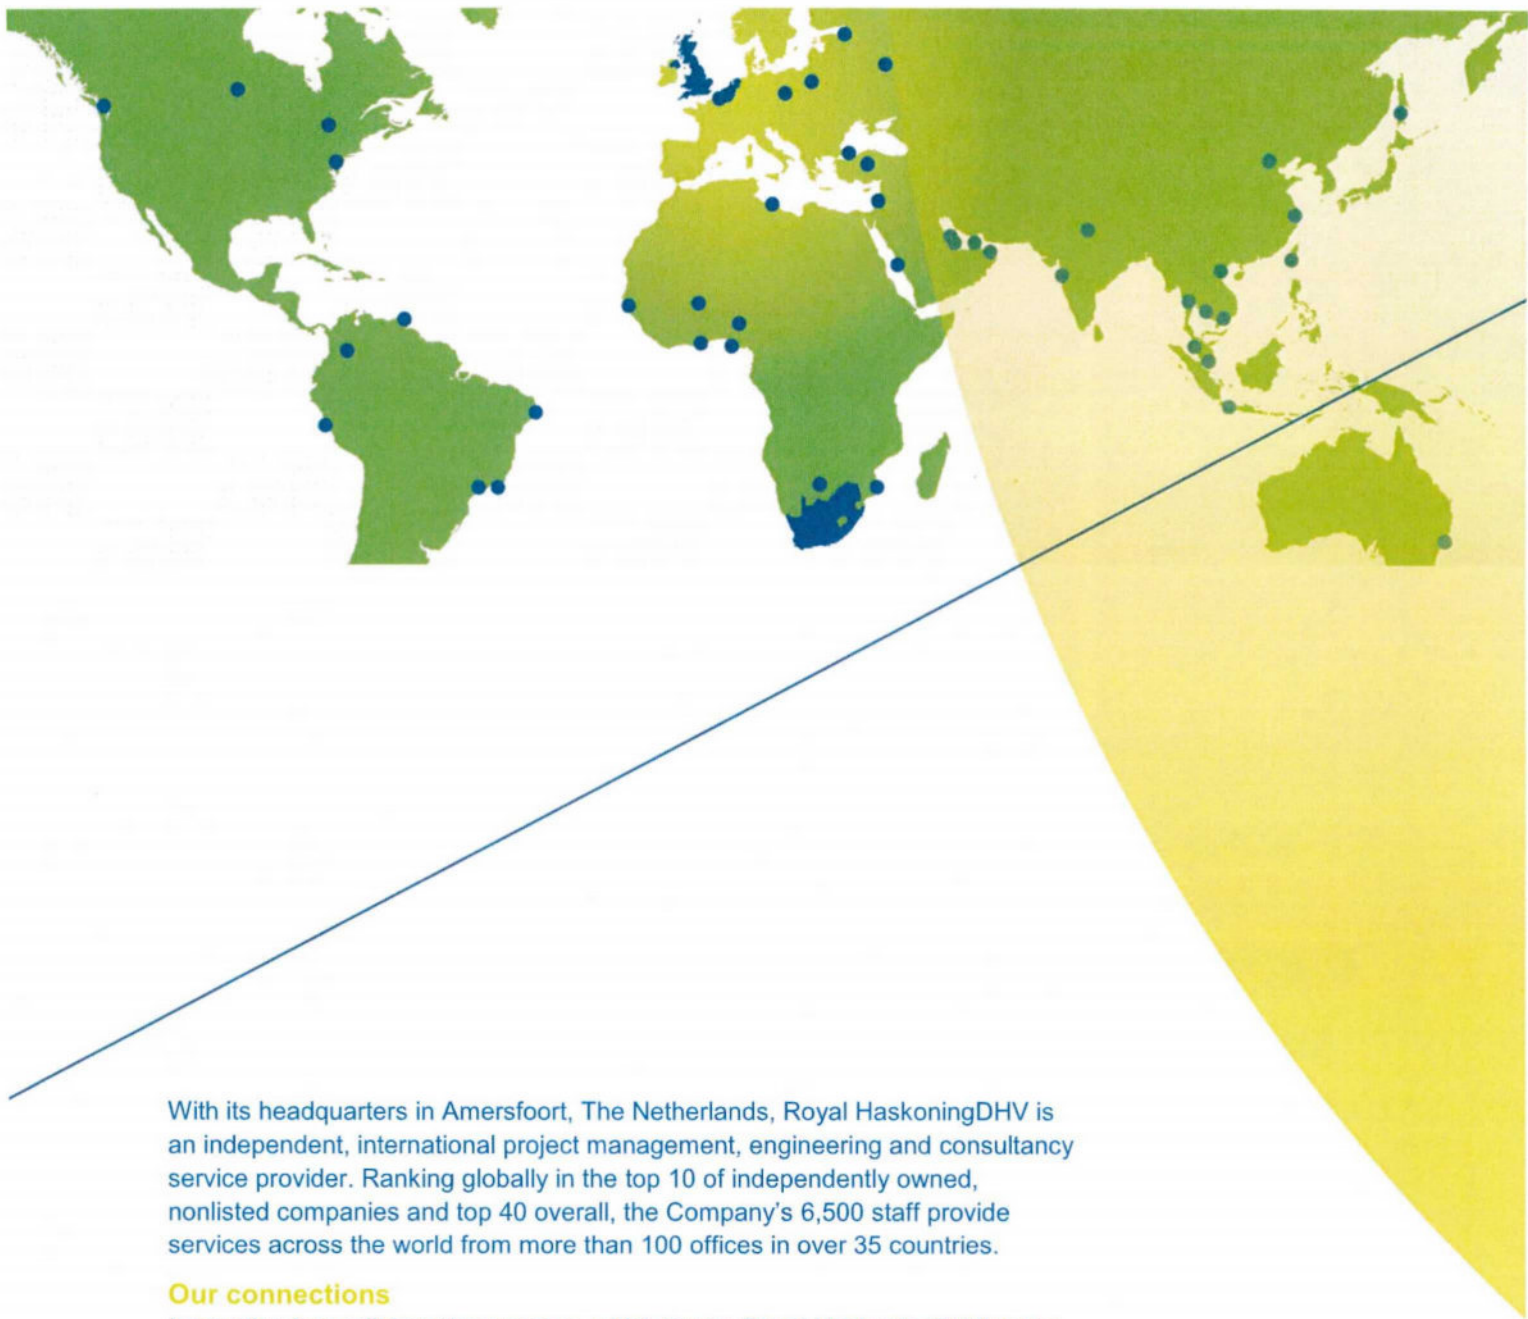 With its headquarters in Amersfoort, The Netherlands, Royal HaskoningDHV is
an independent, international project management, engineering and consultancy
service provider. Ranking globally in the top 10 of independently owned,
nonlisted companies and top 40 overall, the Company's 6,500 staff provide
services across the world from more than 100 offices in over 35 countries.
Our connections